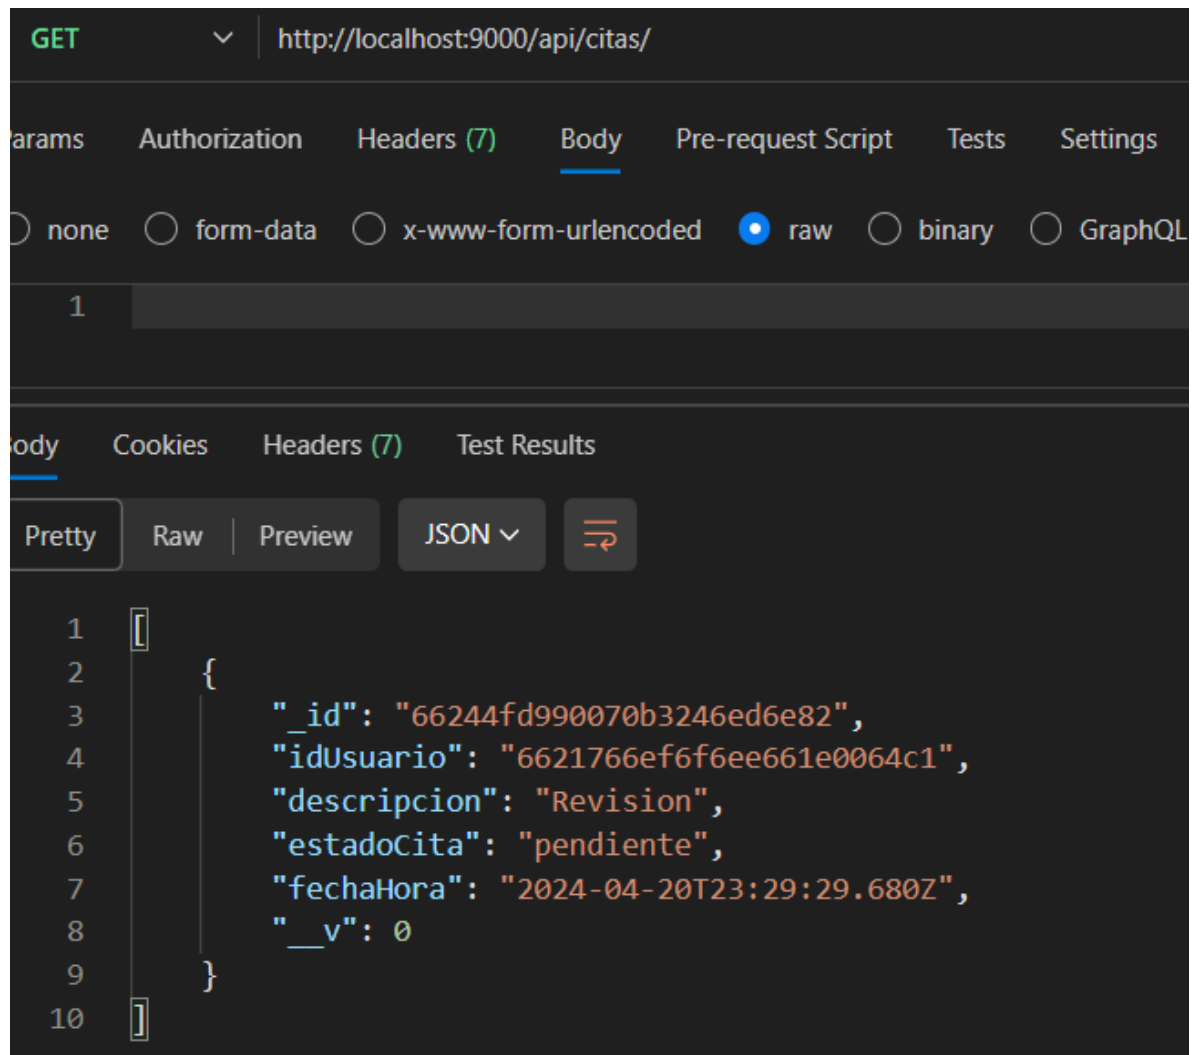 GET http://localhost:9000/api/citas/
Params Authorization Headers (7) Body Pre-request Script Tests Settings
none form-data x-www-form-urlencoded raw binary GraphQL
1
Body Cookies Headers (7) Test Results
Pretty Raw Preview JSON
1 [
2 {
3 "_id": "66244fd990070b3246ed6e82",
4 "idUsuario": "6621766ef6f6ee661e0064c1",
5 "descripcion": "Revision",
6 "estadoCita": "pendiente",
7 "fechaHora": "2024-04-20T23:29:29.680Z",
8 "__v": 0
9 }
10 ]